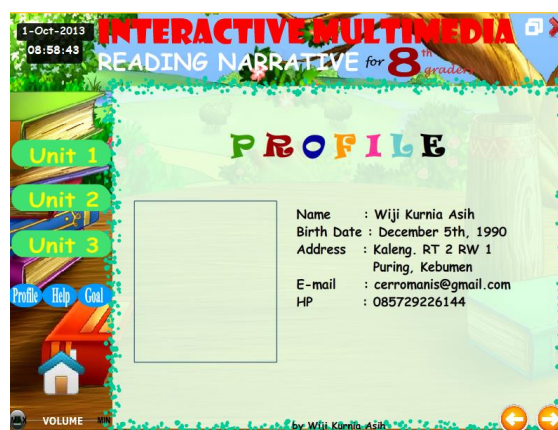 1-Oct-2013
08:58:43
INTERACTIVE MULTIMEDIA
READING NARRATIVE for 8th graders
PROFILE
Unit 1
Unit 2
Unit 3
Profile Help Goal
Name : Wiji Kurnia Asih
Birth Date : December 5th, 1990
Address : Kaleng. RT 2 RW 1
Puring, Kebumen
E-mail : cerromanis@gmail.com
HP : 085729226144
MAX VOLUME MIN
by Wiji Kurnia Asih